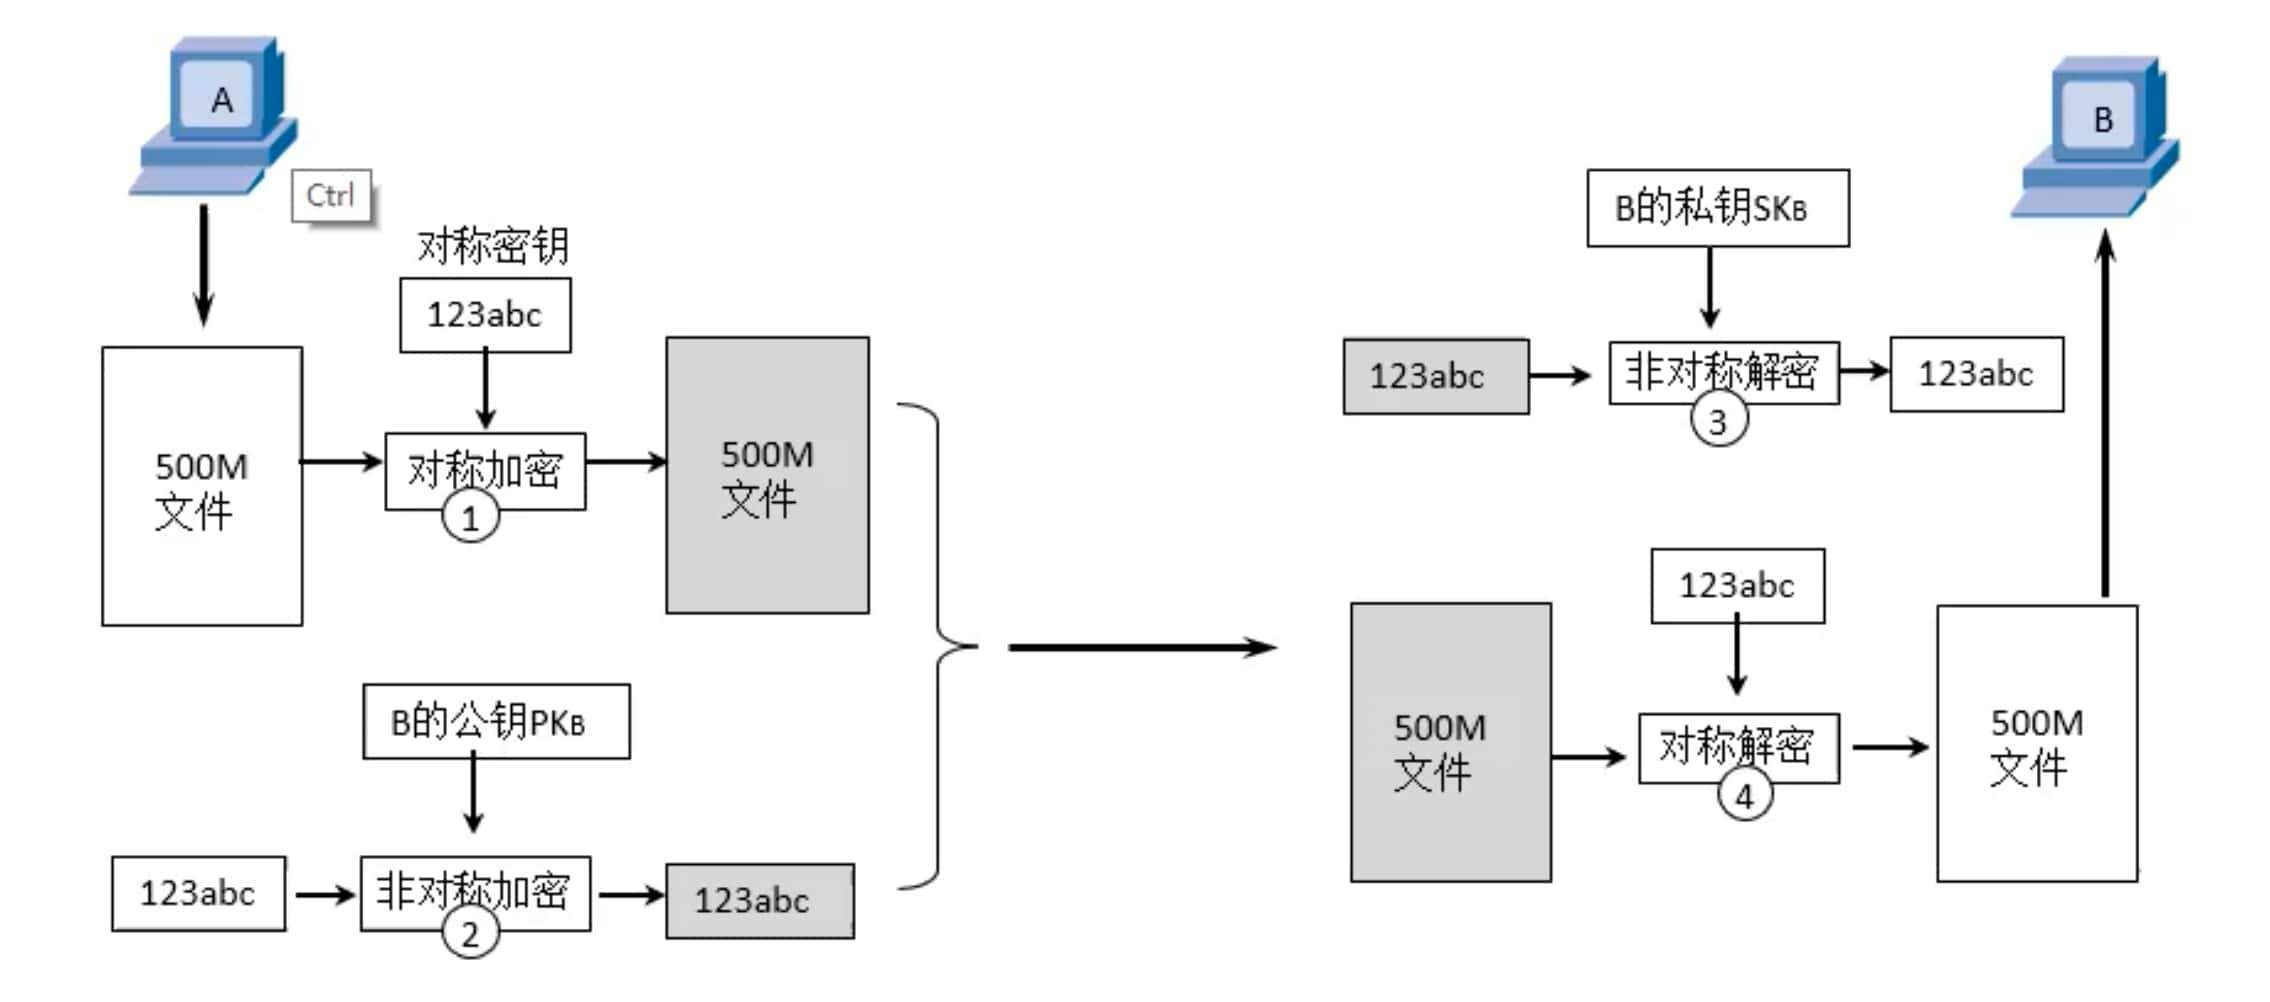 A
Ctrl
对称密钥
123abc
500M
文件
对称加密
1
500M
文件
B的公钥PKB
123abc
非对称加密
2
123abc
B
B的私钥SKB
123abc
非对称解密
3
123abc
123abc
500M
文件
对称解密
4
500M
文件